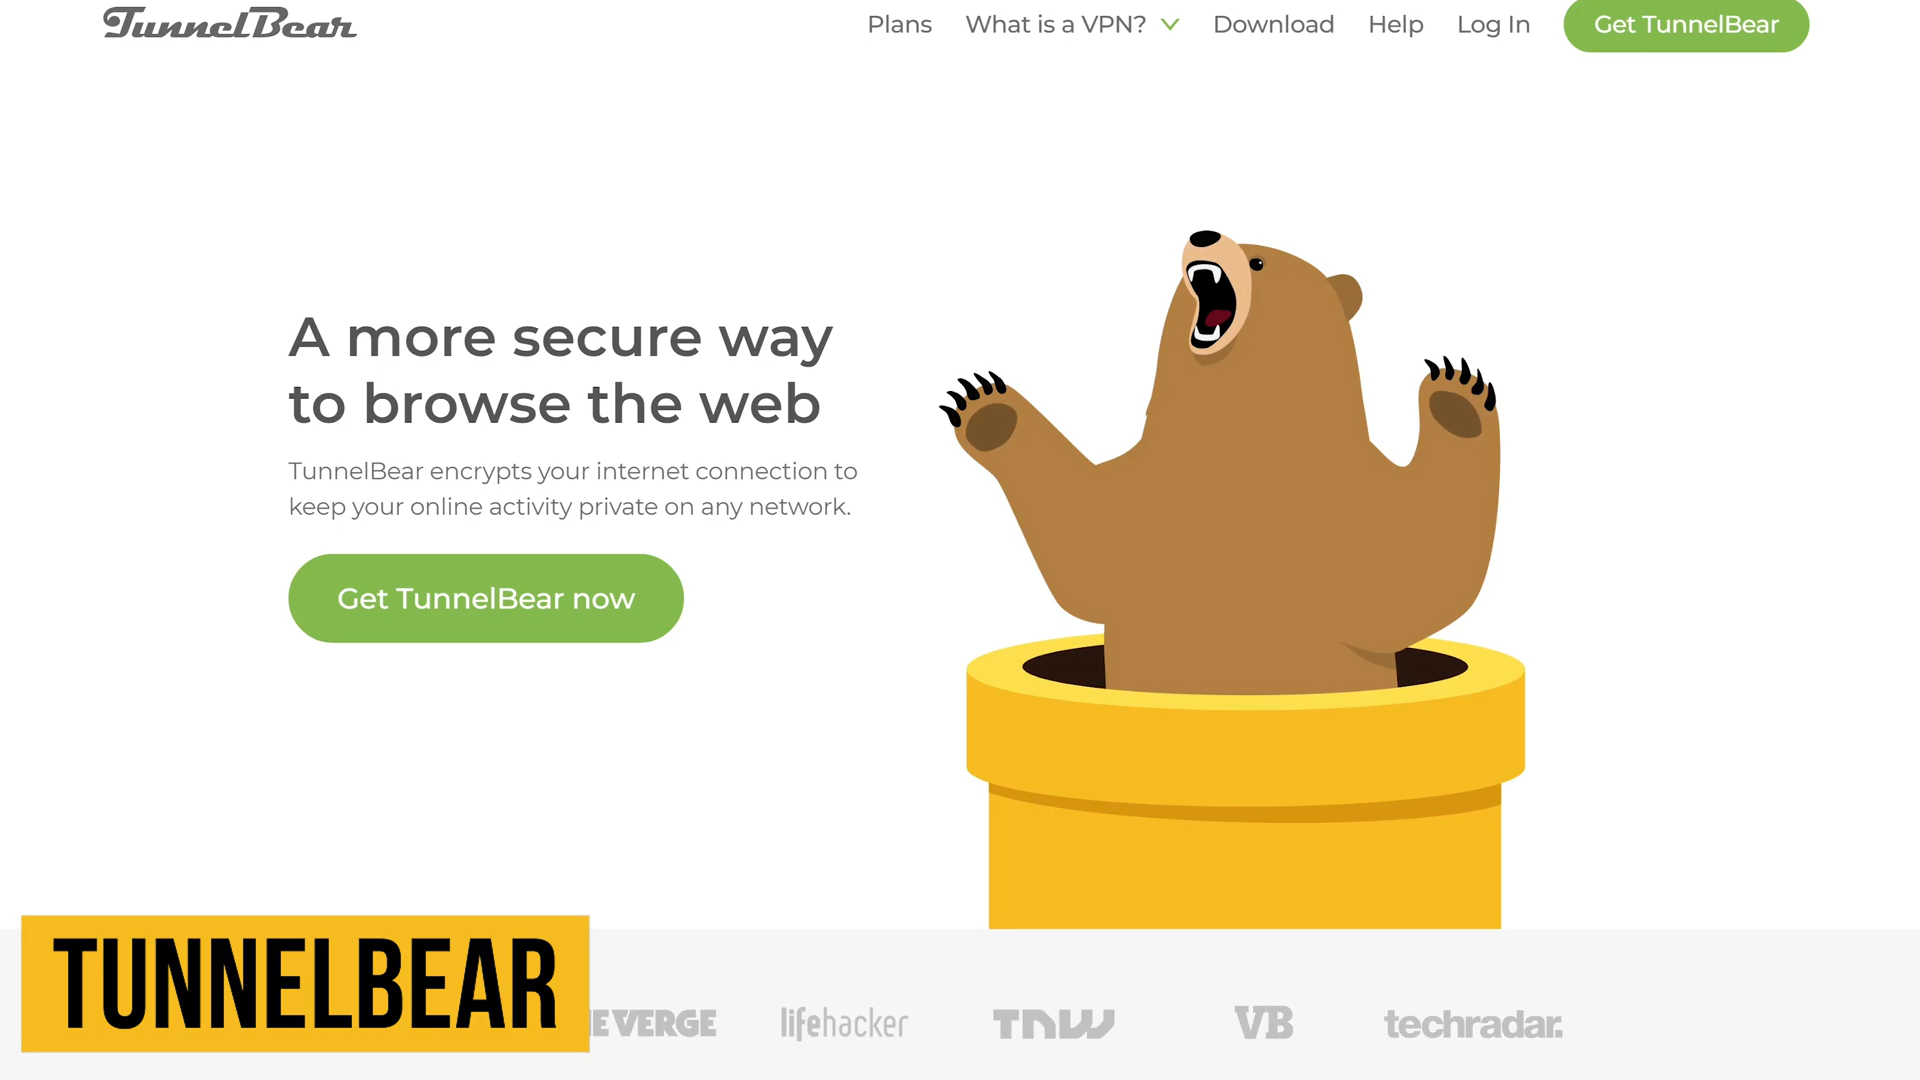 TunnelBear
Plans What is a VPN? Download Help Log In Get TunnelBear
A more secure way
to browse the web
TunnelBear encrypts your internet connection to
keep your online activity private on any network.
Get TunnelBear now
TUNNELBEAR
VERGE lifehacker TNW VB techradar.